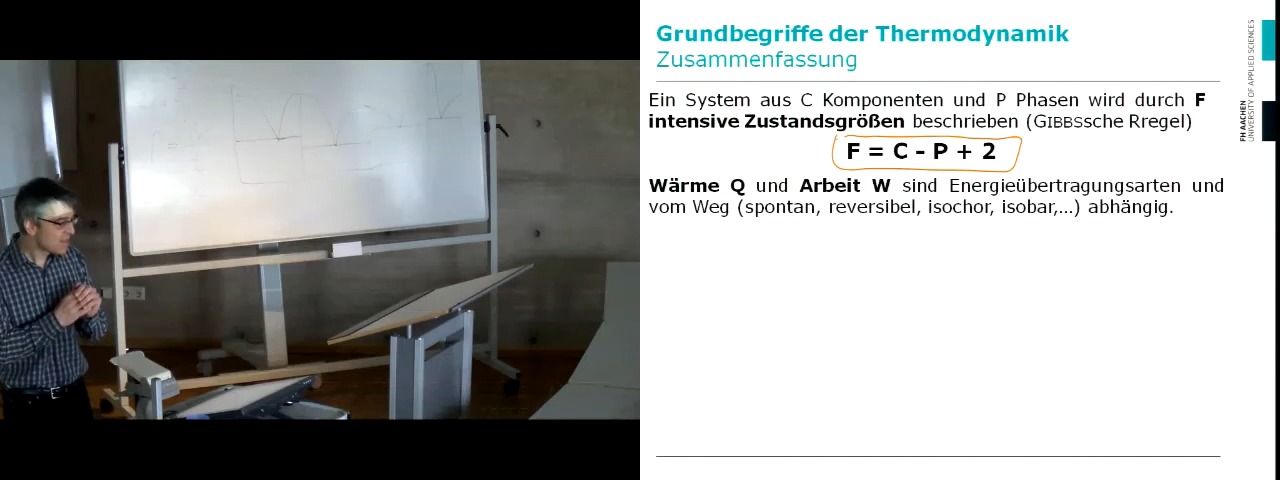 Grundbegriffe der Thermodynamik
Zusammenfassung
Ein System aus C Komponenten und P Phasen wird durch F
intensive Zustandsgrößen beschrieben (GIBBSsche Rregel)
F = C – P + 2
Wärme Q und Arbeit W sind Energieübertragungsarten und
vom Weg (spontan, reversibel, isochor, isobar,...) abhängig.
FH AACHEN
UNIVERSITY OF APPLIED SCIENCES